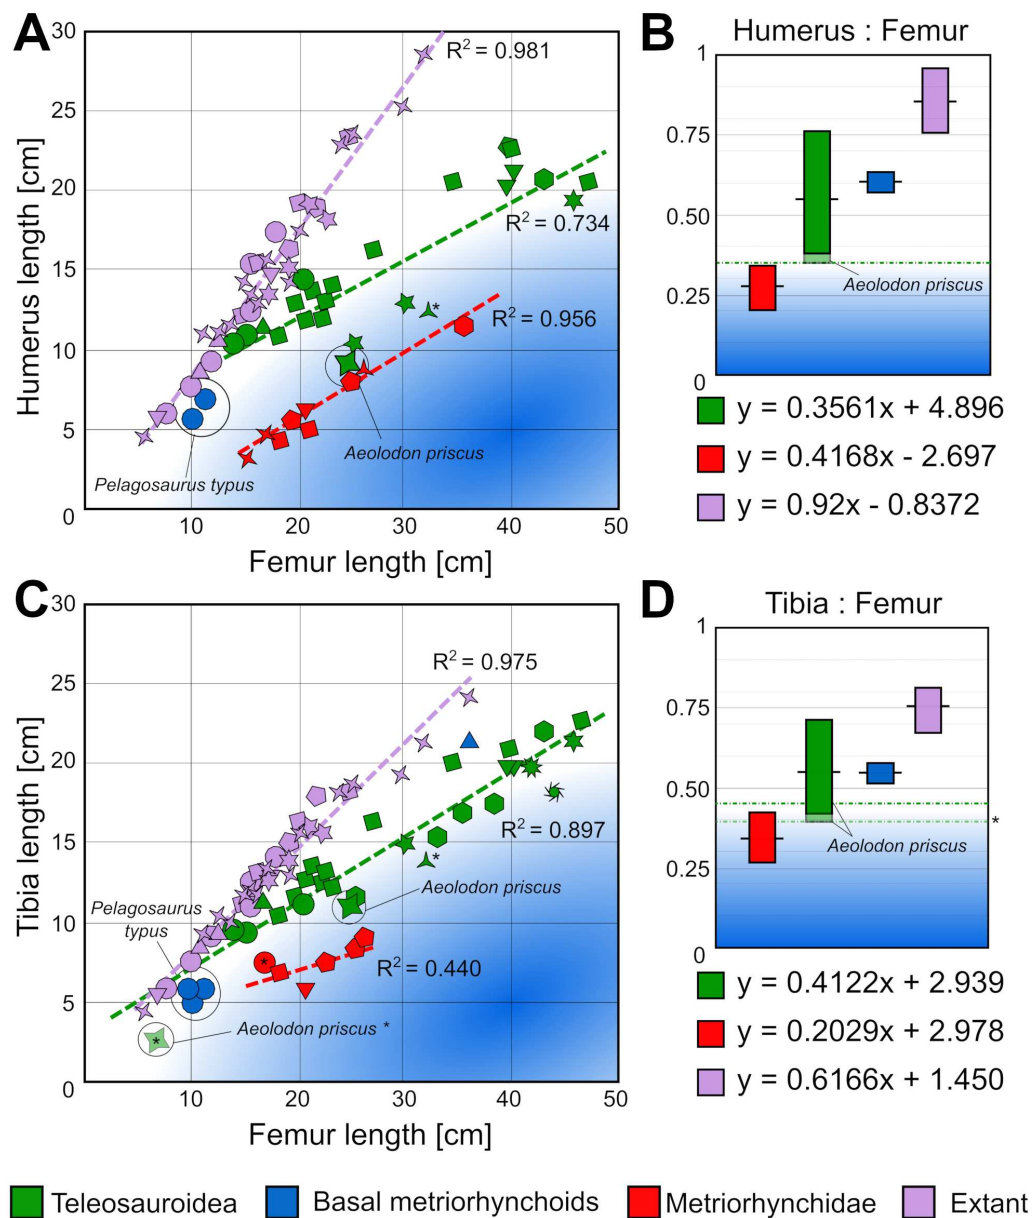 A
30
25
20
15
10
5
0
10
20
30
40
50
Humerus length [cm]
Femur length [cm]
R² = 0.981
R² = 0.734
R² = 0.956
*
Aeolodon priscus
Pelagosaurus typus
B
Humerus : Femur
1
0.75
0.50
0.25
0
Aeolodon priscus
y = 0.3561x + 4.896
y = 0.4168x - 2.697
y = 0.92x - 0.8372
C
30
25
20
15
10
5
0
10
20
30
40
50
Tibia length [cm]
Femur length [cm]
R² = 0.975
R² = 0.897
*
Aeolodon priscus
Pelagosaurus
typus
*
R² = 0.440
Aeolodon priscus *
*
D
Tibia : Femur
1
0.75
0.50
0.25
0
*
Aeolodon priscus
y = 0.4122x + 2.939
y = 0.2029x + 2.978
y = 0.6166x + 1.450
Teleosauroidea
Basal metriorhynchoids
Metriorhynchidae
Extant